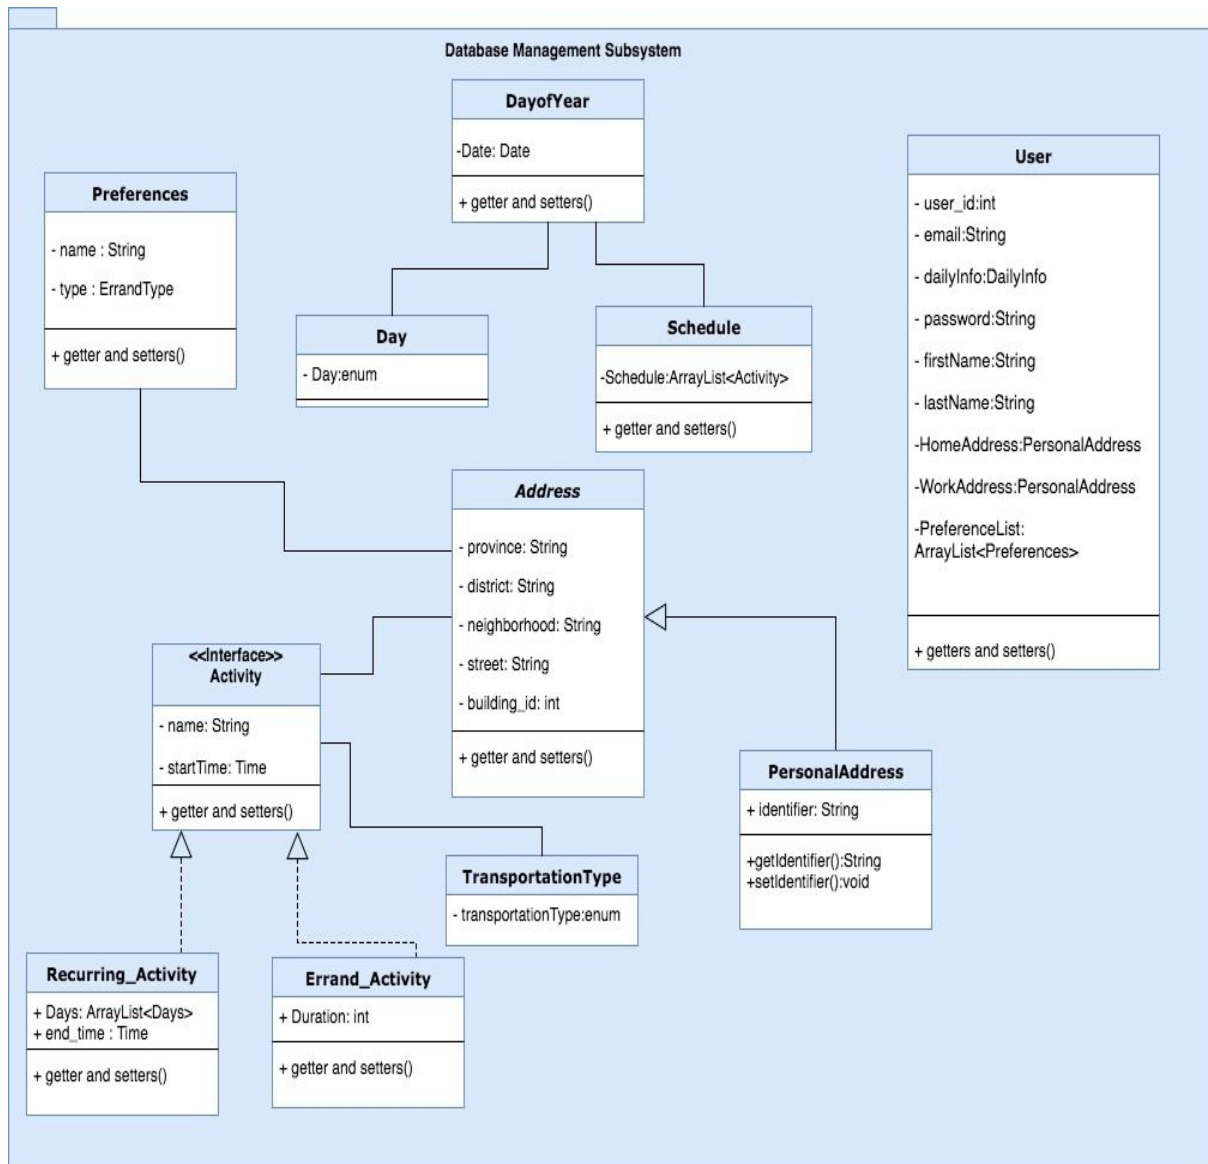 Database Management Subsystem
DayofYear
-Date: Date
+ getter and setters()
User
- user_id:int
- email:String
- dailyInfo:DailyInfo
- password:String
- firstName:String
- lastName:String
-HomeAddress:PersonalAddress
-WorkAddress:PersonalAddress
-PreferenceList:
ArrayList<Preferences>
+ getters and setters()
Preferences
- name : String
- type : ErrandType
+ getter and setters()
Day
- Day:enum
Schedule
-Schedule:ArrayList<Activity>
+ getter and setters()
Address
- province: String
- district: String
- neighborhood: String
- street: String
- building_id: int
+ getter and setters()
<<Interface>>
Activity
- name: String
- startTime: Time
+ getter and setters()
PersonalAddress
+ identifier: String
+getIdentifier():String
+setIdentifier():void
TransportationType
- transportationType:enum
Recurring_Activity
+ Days: ArrayList<Days>
+ end_time : Time
+ getter and setters()
Errand_Activity
+ Duration: int
+ getter and setters()